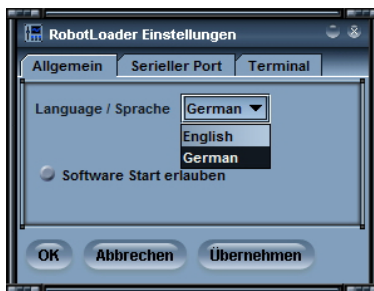 RobotLoader Einstellungen
Allgemein Serieller Port Terminal
Language / Sprache German
English
German
Software Start erlauben
OK Abbrechen Übernehmen